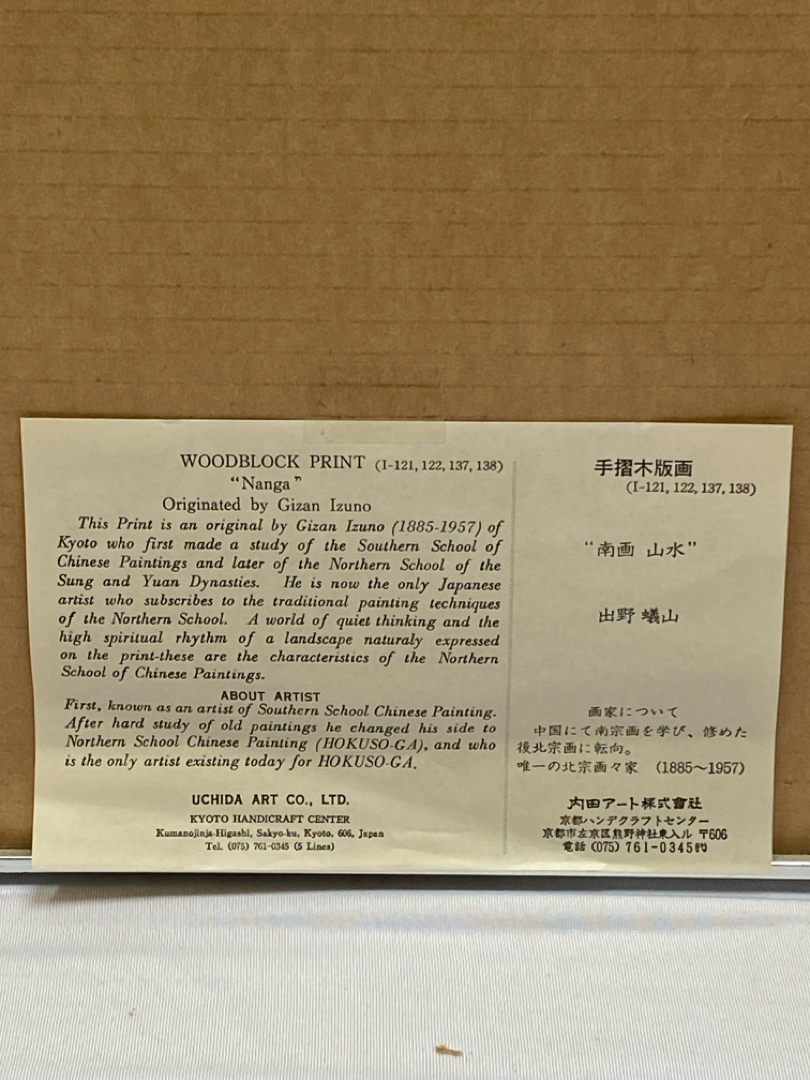 WOODBLOCK PRINT (I-121, 122, 137, 138)
"Nanga"
Originated by Gizan Izuno
This Print is an original by Gizan Izuno (1885-1957) of
Kyoto who first made a study of the Southern School of
Chinese Paintings and later of the Northern School of the
Sung and Yuan Dynasties. He is now the only Japanese
artist who subscribes to the traditional painting techniques
of the Northern School. A world of quiet thinking and the
high spiritual rhythm of a landscape naturaly expressed
on the print-these are the characteristics of the Northern
School of Chinese Paintings.
ABOUT ARTIST
First, known as an artist of Southern School Chinese Painting.
After hard study of old paintings he changed his side to
Northern School Chinese Painting (HOKUSO-GA), and who
is the only artist existing today for HOKUSO-GA.
UCHIDA ART CO., LTD.
KYOTO HANDICRAFT CENTER
Kumanojinja-Higashi, Sakyo-ku, Kyoto, 606, Japan
Tel. (075) 761-0345 (5 Lines)
手摺木版画
(I-121, 122, 137, 138)
"南画 山水"
出野 蟻山
画家について
中国にて南宗画を学び、修めた
後北宗画に転向。
唯一の北宗画々家 (1885~1957)
内田アート株式會社
京都ハンデクラフトセンター
京都市左京区熊野神社東入ル 〒606
電話 (075) 761-0345代